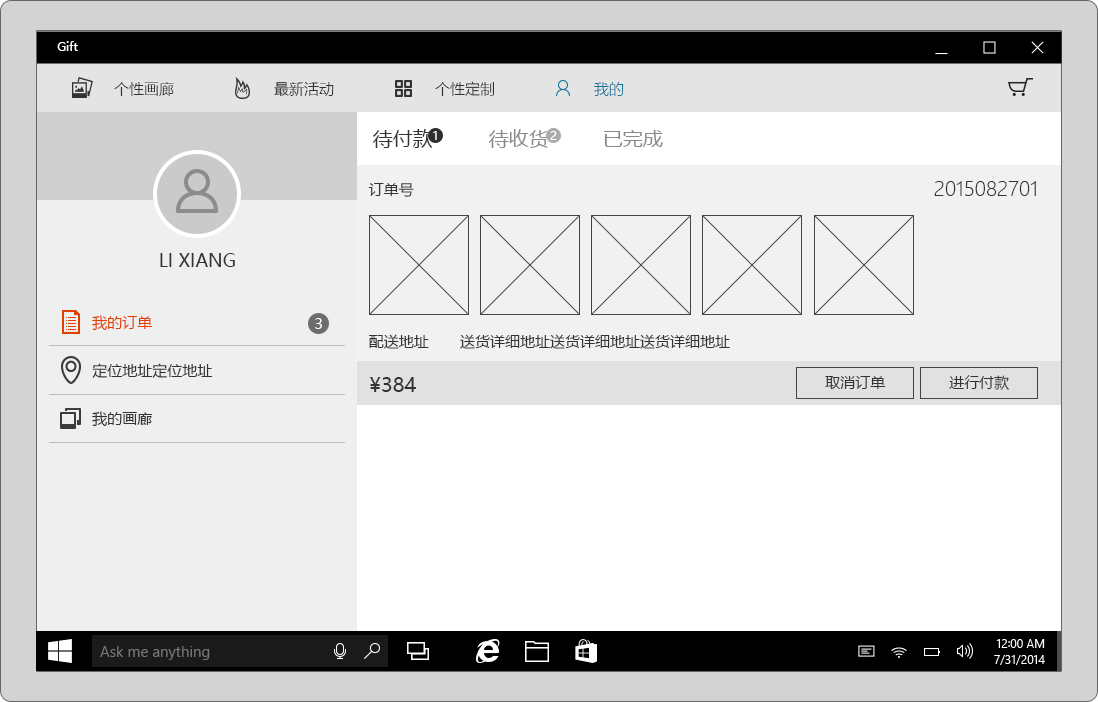 Gift
个性画廊 最新活动 个性定制 我的
待付款 1 待收货 2 已完成
订单号 2015082701
LI XIANG
我的订单 3
定位地址定位地址
我的画廊
配送地址 送货详细地址送货详细地址送货详细地址
¥384 取消订单 进行付款
Ask me anything
12:00 AM
7/31/2014